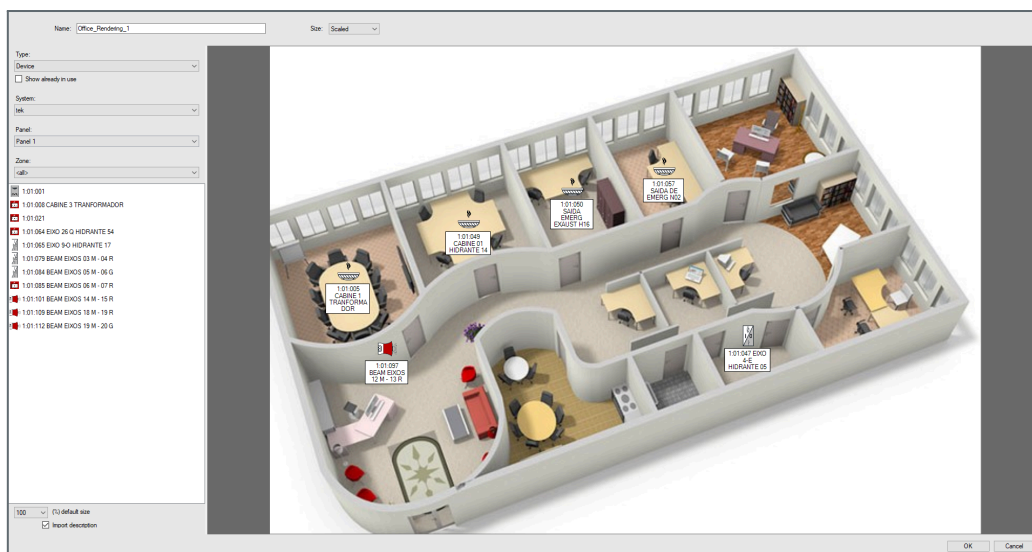 Name: Office_Rendering_1 Size: Scaled
Type:
Device
Show already in use
System:
tek
Panel:
Panel 1
Zone:
<all>
1:01:001
1:01:008 CABINE 3 TRANFORMADOR
1:01:021
1:01:064 EIXO 26 G HIDRANTE 54
1:01:065 EIXO 9-O HIDRANTE 17
1:01:079 BEAM EIXOS 03 M - 04 R
1:01:084 BEAM EIXOS 05 M - 06 G
1:01:085 BEAM EIXOS 06 M - 07 R
1:01:101 BEAM EIXOS 14 M - 15 R
1:01:109 BEAM EIXOS 18 M - 19 R
1:01:112 BEAM EIXOS 19 M - 20 G
100 (%) default size
Import description
1:01:057
SAIDA DE
EMERG N02
1:01:050
SAIDA
EMERG
EXAUST H16
1:01:049
CABINE 01
HIDRANTE 14
1:01:005
CABINE 1
TRANFORMA
DOR
1:01:097
BEAM EIXOS
12 M - 13 R
1:01:047 EIXO
4-E
HIDRANTE 05
OK Cancel